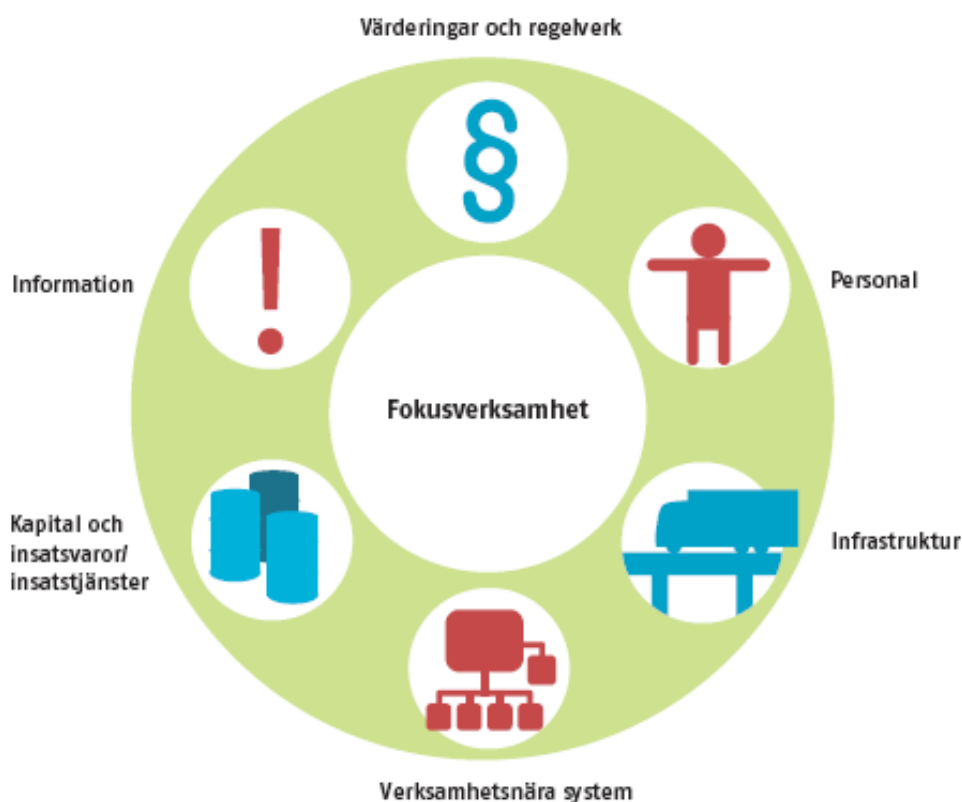 Värderingar och regelverk
§
Information
Personal
Fokusverksamhet
Kapital och
insatsvaror/
insatstjänster
Infrastruktur
Verksamhetsnära system